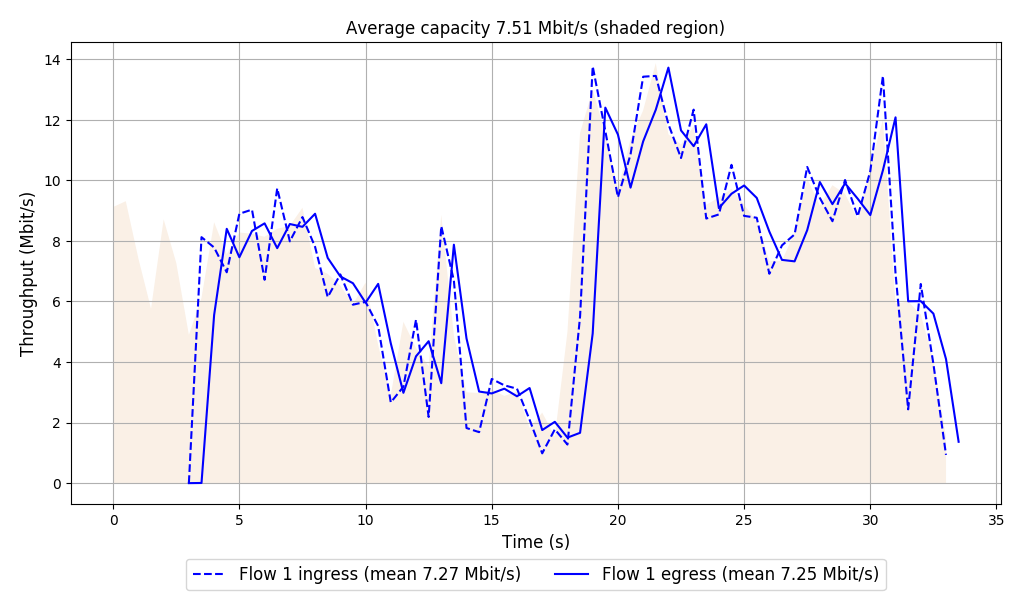 Average capacity 7.51 Mbit/s (shaded region)
Throughput (Mbit/s)
14
12
10
8
6
4
2
0
0 5 10 15 20 25 30 35
Time (s)
Flow 1 ingress (mean 7.27 Mbit/s) Flow 1 egress (mean 7.25 Mbit/s)